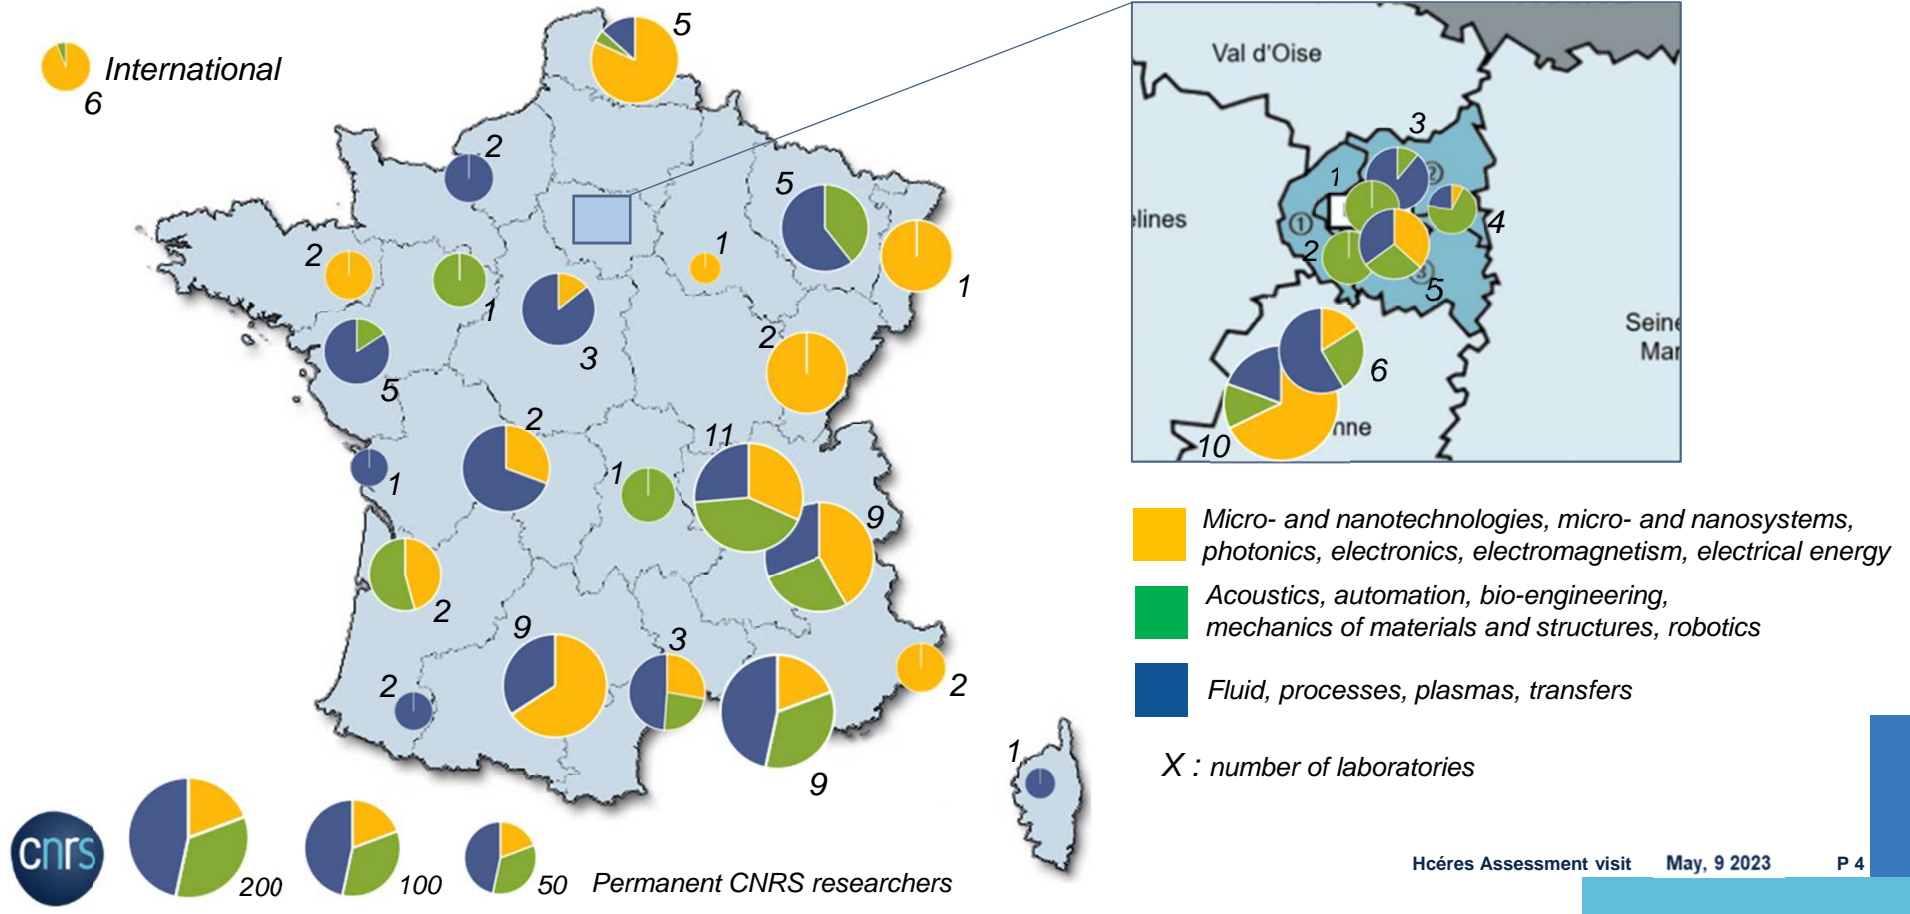 International
6
5
2
5
1
1
2
1
3
5
2
2
1
1
11
9
2
9
3
2
2
9
1
cnrs
200
100
50
Permanent CNRS researchers
Val d'Oise
3
②
1
①
4
2
③
5
elines
Seine
Mar
6
10
nne
Micro- and nanotechnologies, micro- and nanosystems,
photonics, electronics, electromagnetism, electrical energy
Acoustics, automation, bio-engineering,
mechanics of materials and structures, robotics
Fluid, processes, plasmas, transfers
X : number of laboratories
Hcéres Assessment visit May, 9 2023 P 4